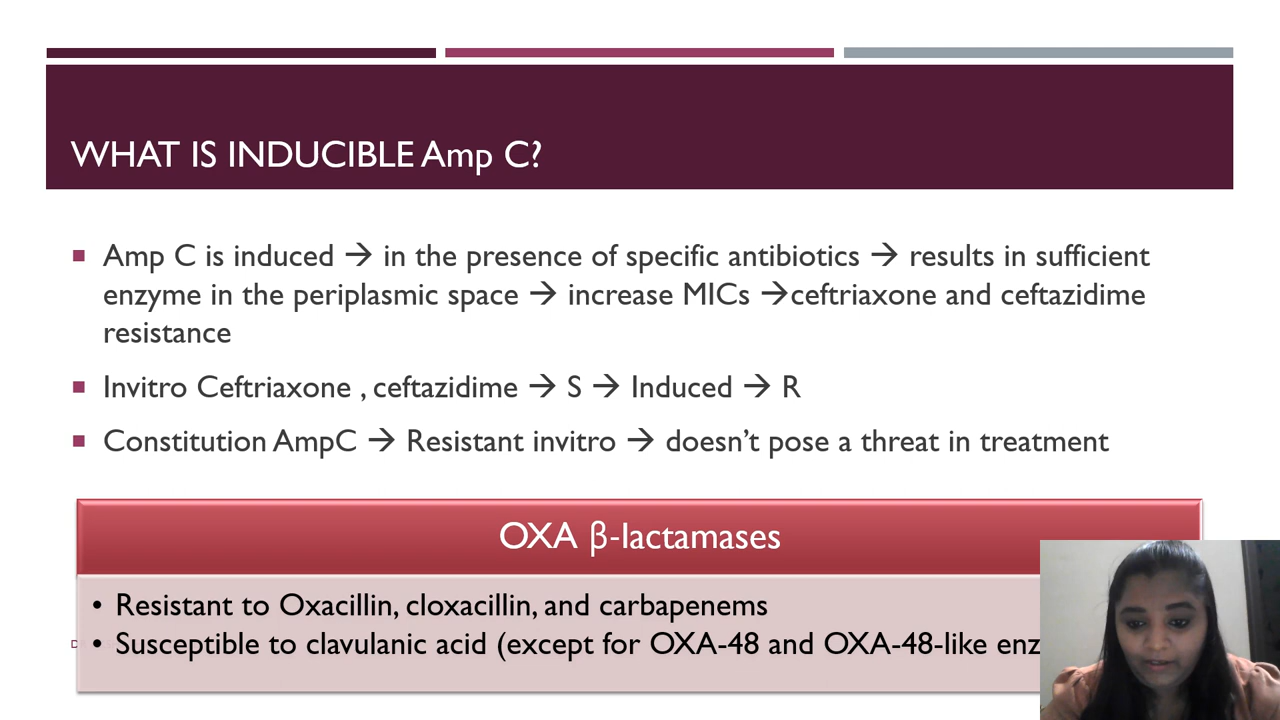 WHAT IS INDUCIBLE Amp C?
■ Amp C is induced → in the presence of specific antibiotics → results in sufficient
enzyme in the periplasmic space → increase MICs →ceftriaxone and ceftazidime
resistance
■ Invitro Ceftriaxone , ceftazidime → S → Induced → R
■ Constitution AmpC → Resistant invitro → doesn’t pose a threat in treatment
OXA β-lactamases
• Resistant to Oxacillin, cloxacillin, and carbapenems
• Susceptible to clavulanic acid (except for OXA-48 and OXA-48-like